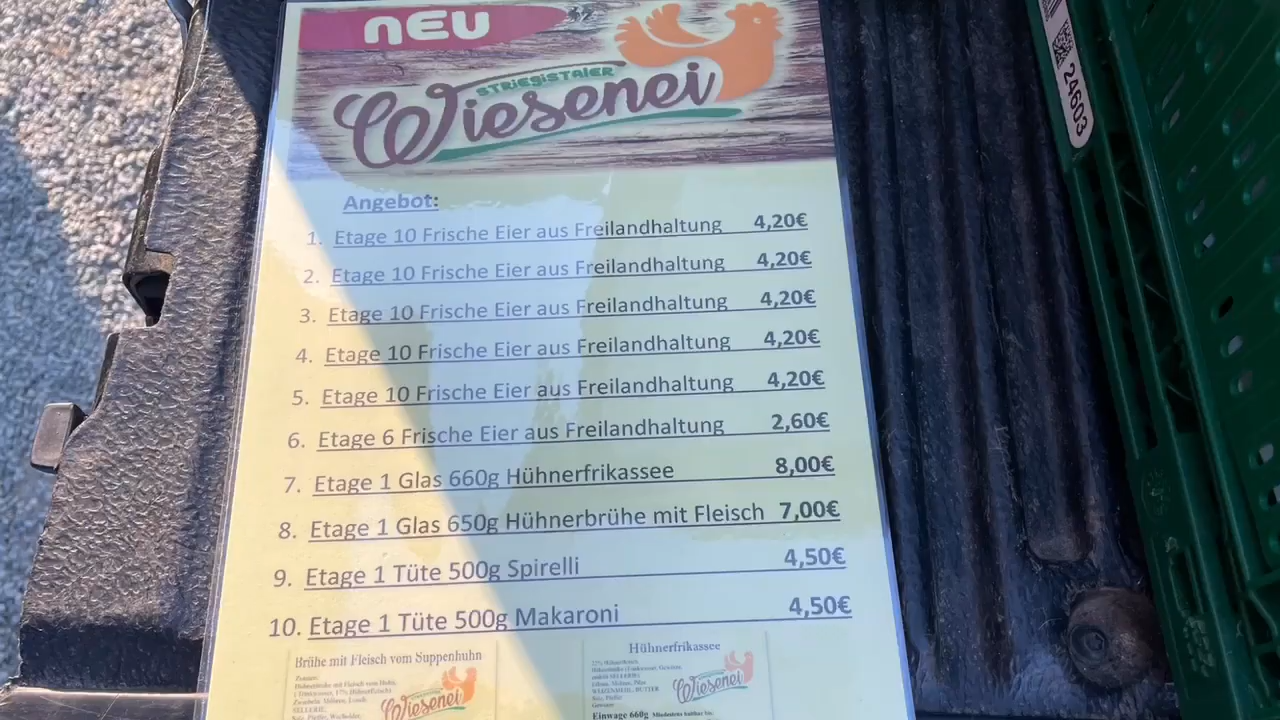 NEU
STRIEGISTALER
Wiesenei
24603
Angebot:
1. Etage 10 Frische Eier aus Freilandhaltung 4,20€
2. Etage 10 Frische Eier aus Freilandhaltung 4,20€
3. Etage 10 Frische Eier aus Freilandhaltung 4,20€
4. Etage 10 Frische Eier aus Freilandhaltung 4,20€
5. Etage 10 Frische Eier aus Freilandhaltung 4,20€
6. Etage 6 Frische Eier aus Freilandhaltung 2,60€
7. Etage 1 Glas 660g Hühnerfrikassee 8,00€
8. Etage 1 Glas 650g Hühnerbrühe mit Fleisch 7,00€
9. Etage 1 Tüte 500g Spirelli 4,50€
10. Etage 1 Tüte 500g Makaroni 4,50€
Brühe mit Fleisch vom Suppenhuhn
Wiesenei
Hühnerfrikassee
WEIZENMEHL, BUTTER
Wiesenei
Einwage 660g